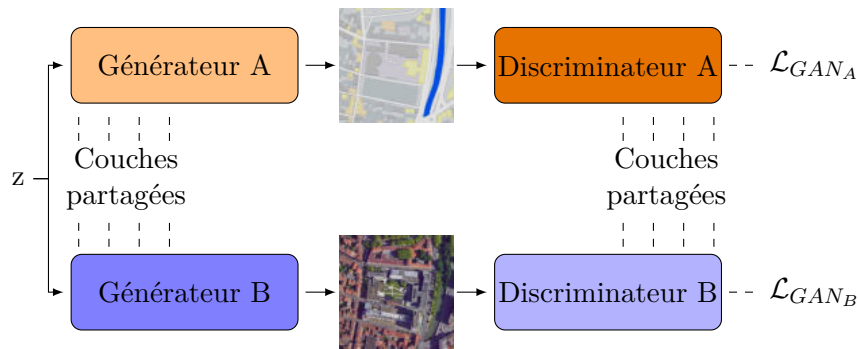 Générateur A
Discriminateur A
ℒ_{GAN_A}
Couches
partagées
Couches
partagées
z
Générateur B
Discriminateur B
ℒ_{GAN_B}